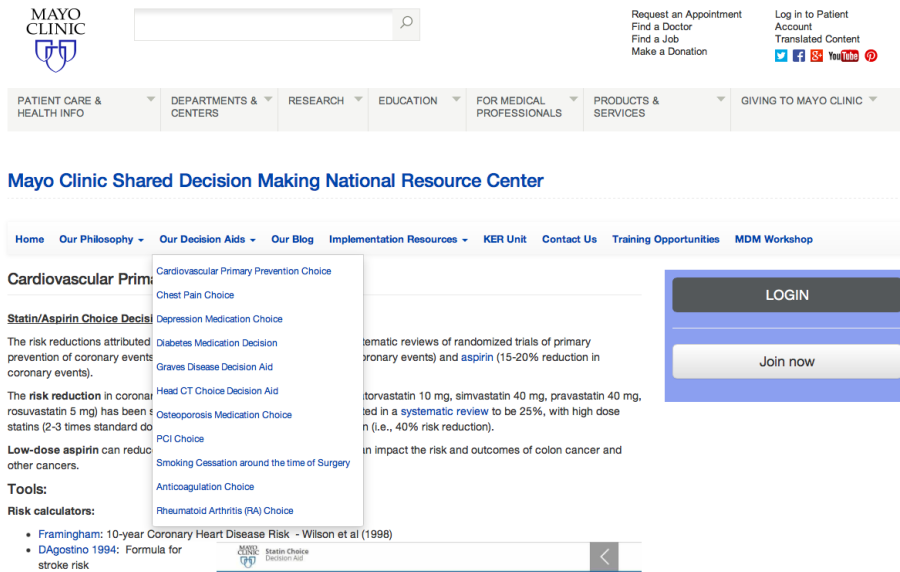 MAYO
CLINIC
Request an Appointment
Find a Doctor
Find a Job
Make a Donation
Log in to Patient
Account
Translated Content
YouTube
PATIENT CARE &
HEALTH INFO
DEPARTMENTS &
CENTERS
RESEARCH
EDUCATION
FOR MEDICAL
PROFESSIONALS
PRODUCTS &
SERVICES
GIVING TO MAYO CLINIC
Mayo Clinic Shared Decision Making National Resource Center
Home Our Philosophy Our Decision Aids Our Blog Implementation Resources KER Unit Contact Us Training Opportunities MDM Workshop
Cardiovascular Prim
Cardiovascular Primary Prevention Choice
Chest Pain Choice
Depression Medication Choice
Diabetes Medication Decision
Graves Disease Decision Aid
Head CT Choice Decision Aid
Osteoporosis Medication Choice
PCI Choice
Smoking Cessation around the time of Surgery
Anticoagulation Choice
Rheumatoid Arthritis (RA) Choice
Statin/Aspirin Choice Decisi
The risk reductions attributed tematic reviews of randomized trials of primary
prevention of coronary events oronary events) and aspirin (15-20% reduction in
coronary events).
The risk reduction in corona torvastatin 10 mg, simvastatin 40 mg, pravastatin 40 mg,
rosuvastatin 5 mg) has been s ted in a systematic review to be 25%, with high dose
statins (2-3 times standard do n (i.e., 40% risk reduction).
Low-dose aspirin can reduc n impact the risk and outcomes of colon cancer and
other cancers.
Tools:
Risk calculators:
• Framingham: 10-year Coronary Heart Disease Risk - Wilson et al (1998)
• DAgostino 1994: Formula for
stroke risk
MAYO
CLINIC
Statin Choice
Decision Aid
LOGIN
Join now